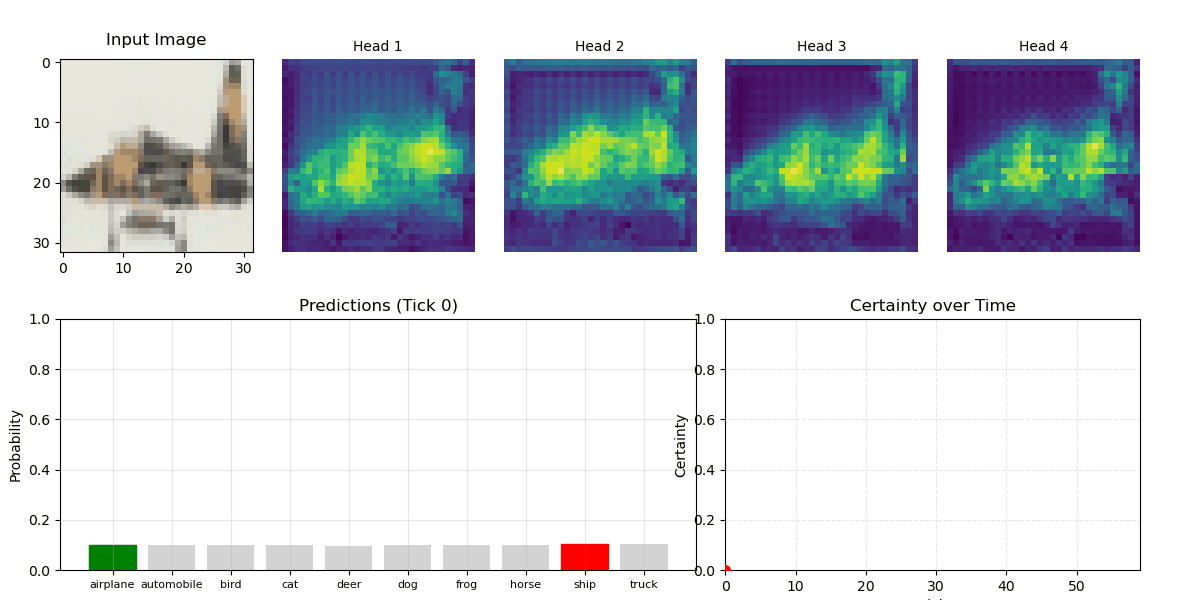 Input Image
Head 1
Head 2
Head 3
Head 4
0
10
20
30
0
10
20
30
Predictions (Tick 0)
Probability
1.0
0.8
0.6
0.4
0.2
0.0
airplane
automobile
bird
cat
deer
dog
frog
horse
ship
truck
Certainty over Time
Certainty
1.0
0.8
0.6
0.4
0.2
0.0
0
10
20
30
40
50